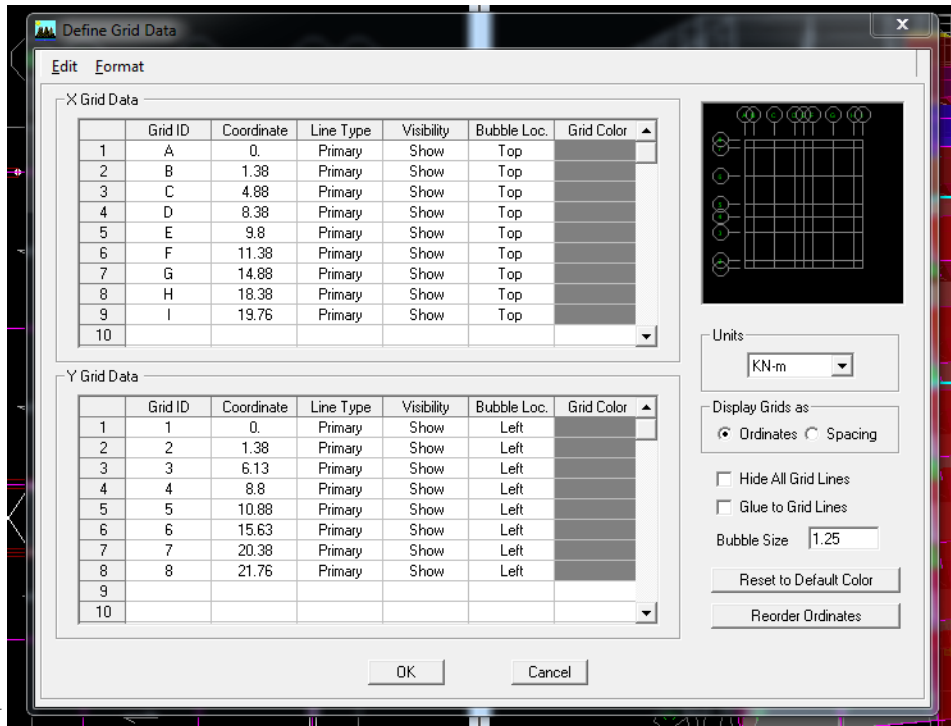 Define Grid Data
X
Edit Format
X Grid Data
Grid ID Coordinate Line Type Visibility Bubble Loc. Grid Color
1 A 0. Primary Show Top
2 B 1.38 Primary Show Top
3 C 4.88 Primary Show Top
4 D 8.38 Primary Show Top
5 E 9.8 Primary Show Top
6 F 11.38 Primary Show Top
7 G 14.88 Primary Show Top
8 H 18.38 Primary Show Top
9 I 19.76 Primary Show Top
10
Units
KN-m
Y Grid Data
Grid ID Coordinate Line Type Visibility Bubble Loc. Grid Color
1 1 0. Primary Show Left
2 2 1.38 Primary Show Left
3 3 6.13 Primary Show Left
4 4 8.8 Primary Show Left
5 5 10.88 Primary Show Left
6 6 15.63 Primary Show Left
7 7 20.38 Primary Show Left
8 8 21.76 Primary Show Left
9
10
Display Grids as
Ordinates Spacing
Hide All Grid Lines
Glue to Grid Lines
Bubble Size 1.25
Reset to Default Color
Reorder Ordinates
OK Cancel